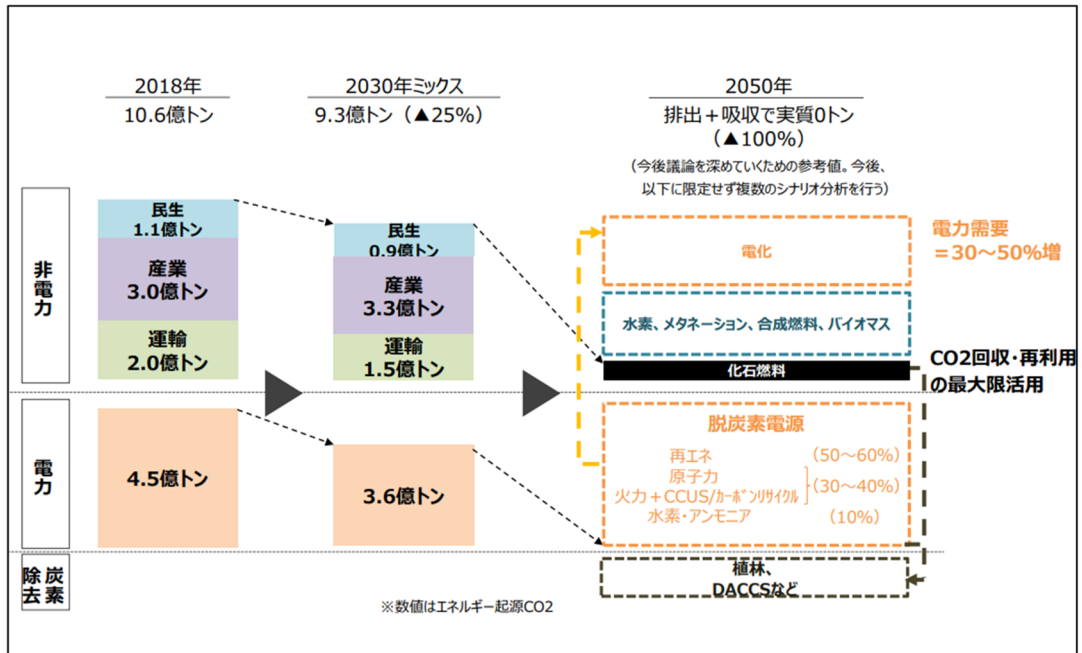 2018年
10.6億トン
2030年ミックス
9.3億トン（▲25%）
2050年
排出＋吸収で実質0トン
（▲100%）
（今後議論を深めていくための参考値。今後、
以下に限定せず複数のシナリオ分析を行う）
非電力
民生
1.1億トン
産業
3.0億トン
運輸
2.0億トン
民生
0.9億トン
産業
3.3億トン
運輸
1.5億トン
電化
電力需要
＝30～50%増
水素、メタネーション、合成燃料、バイオマス
化石燃料
CO2回収・再利用
の最大限活用
電力
4.5億トン
3.6億トン
脱炭素電源
再エネ （50～60%）
原子力
火力＋CCUS/カーボンリサイクル （30～40%）
水素・アンモニア （10%）
炭素除去
植林、
DACCSなど
※数値はエネルギー起源CO2